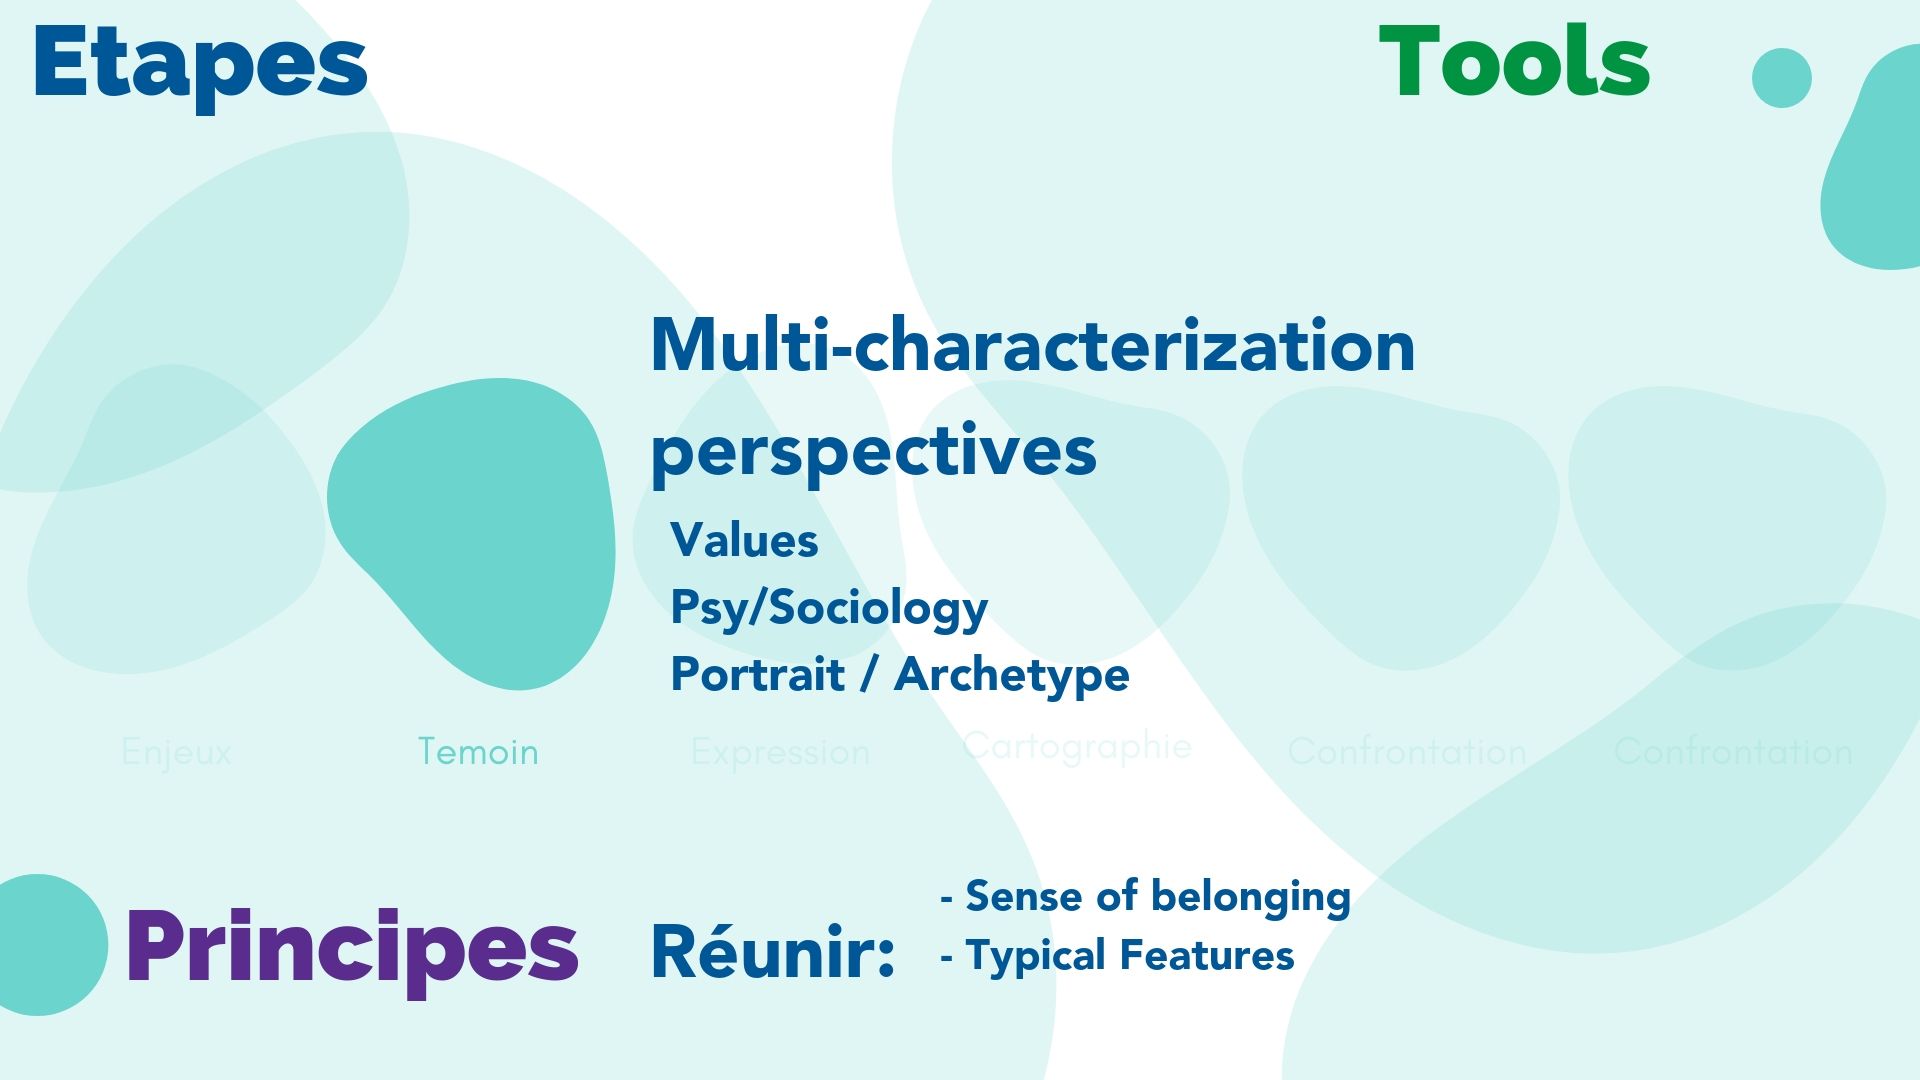 Etapes
Tools
Multi-characterization
perspectives
Values
Psy/Sociology
Portrait / Archetype
Enjeux
Temoin
Expression
Cartographie
Confrontation
Confrontation
Principes
Réunir:
- Sense of belonging
- Typical Features